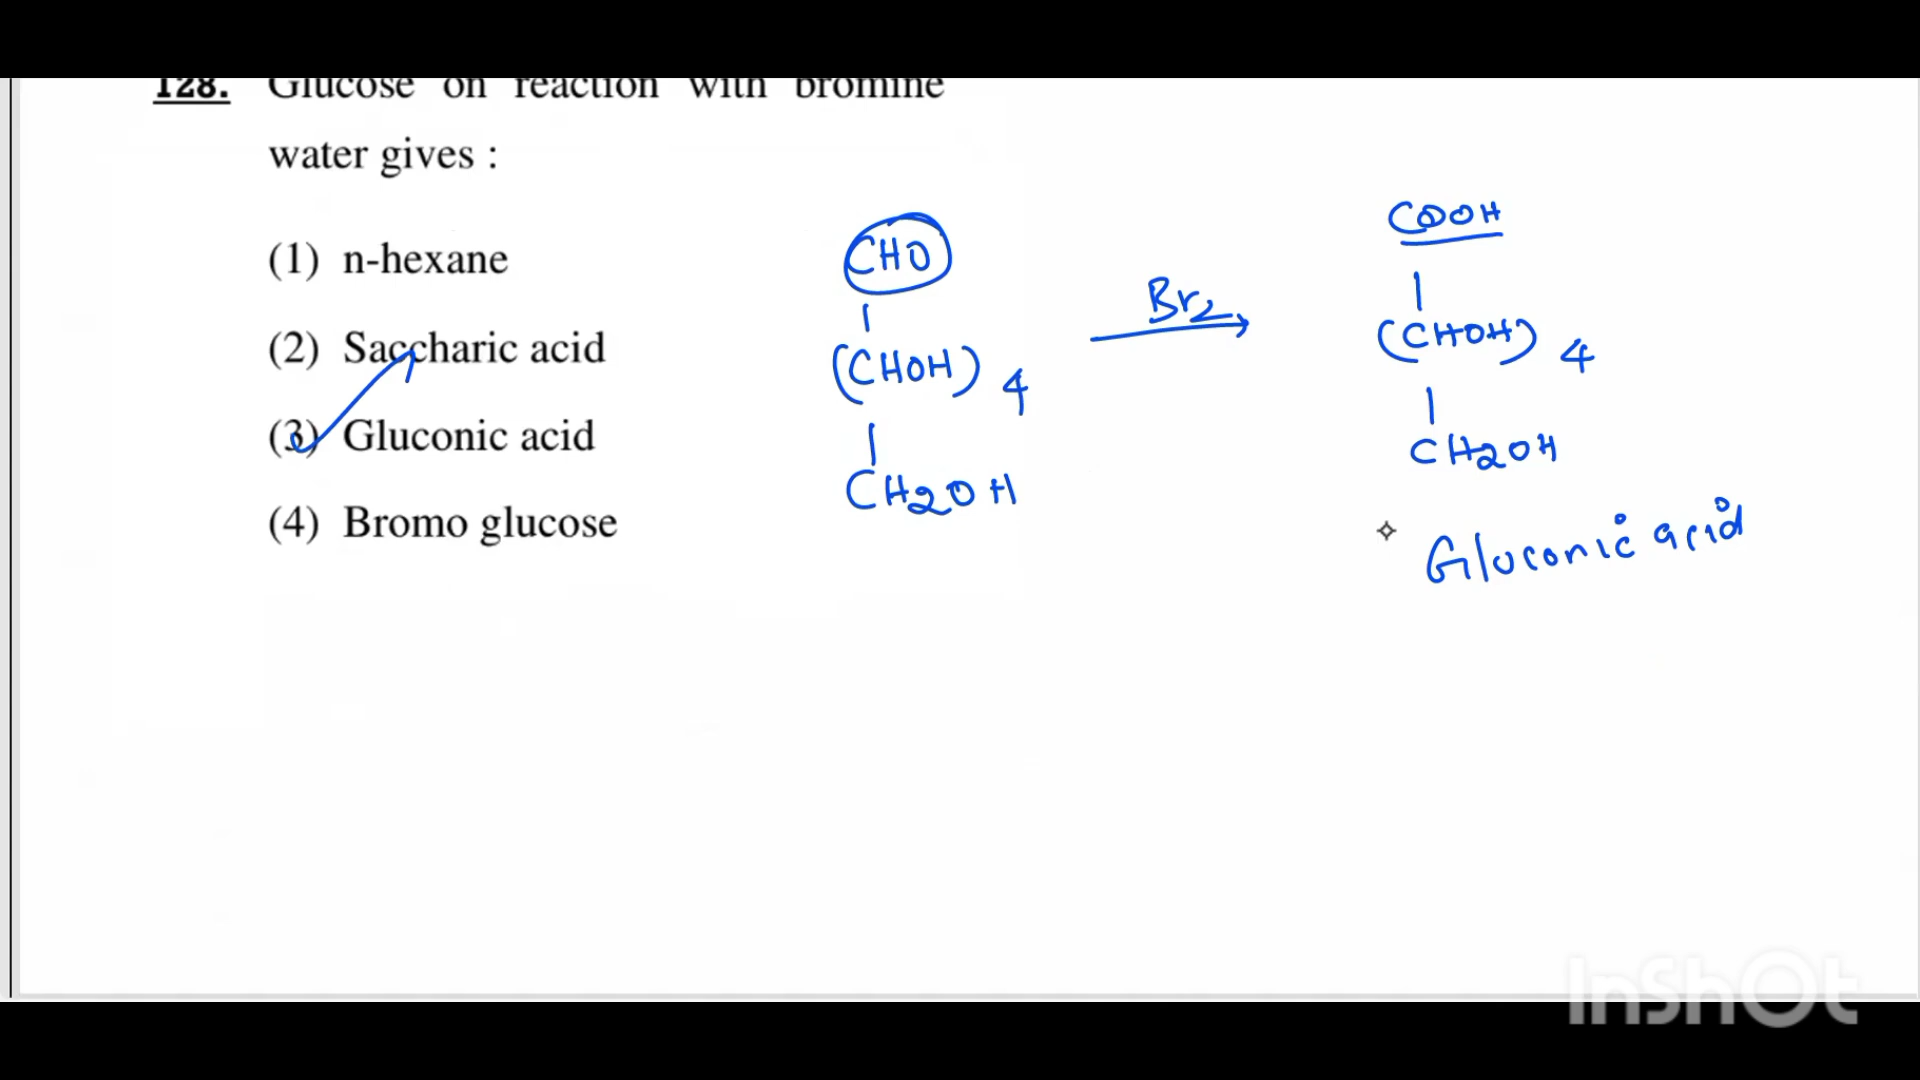 128. Glucose on reaction with bromine
water gives :
(1) n-hexane
(2) Saccharic acid
(3) Gluconic acid
(4) Bromo glucose
CHO
(CHOH) 4
CH2OH
Br2
COOH
(CHOH) 4
CH2OH
Gluconic acid
InShOt